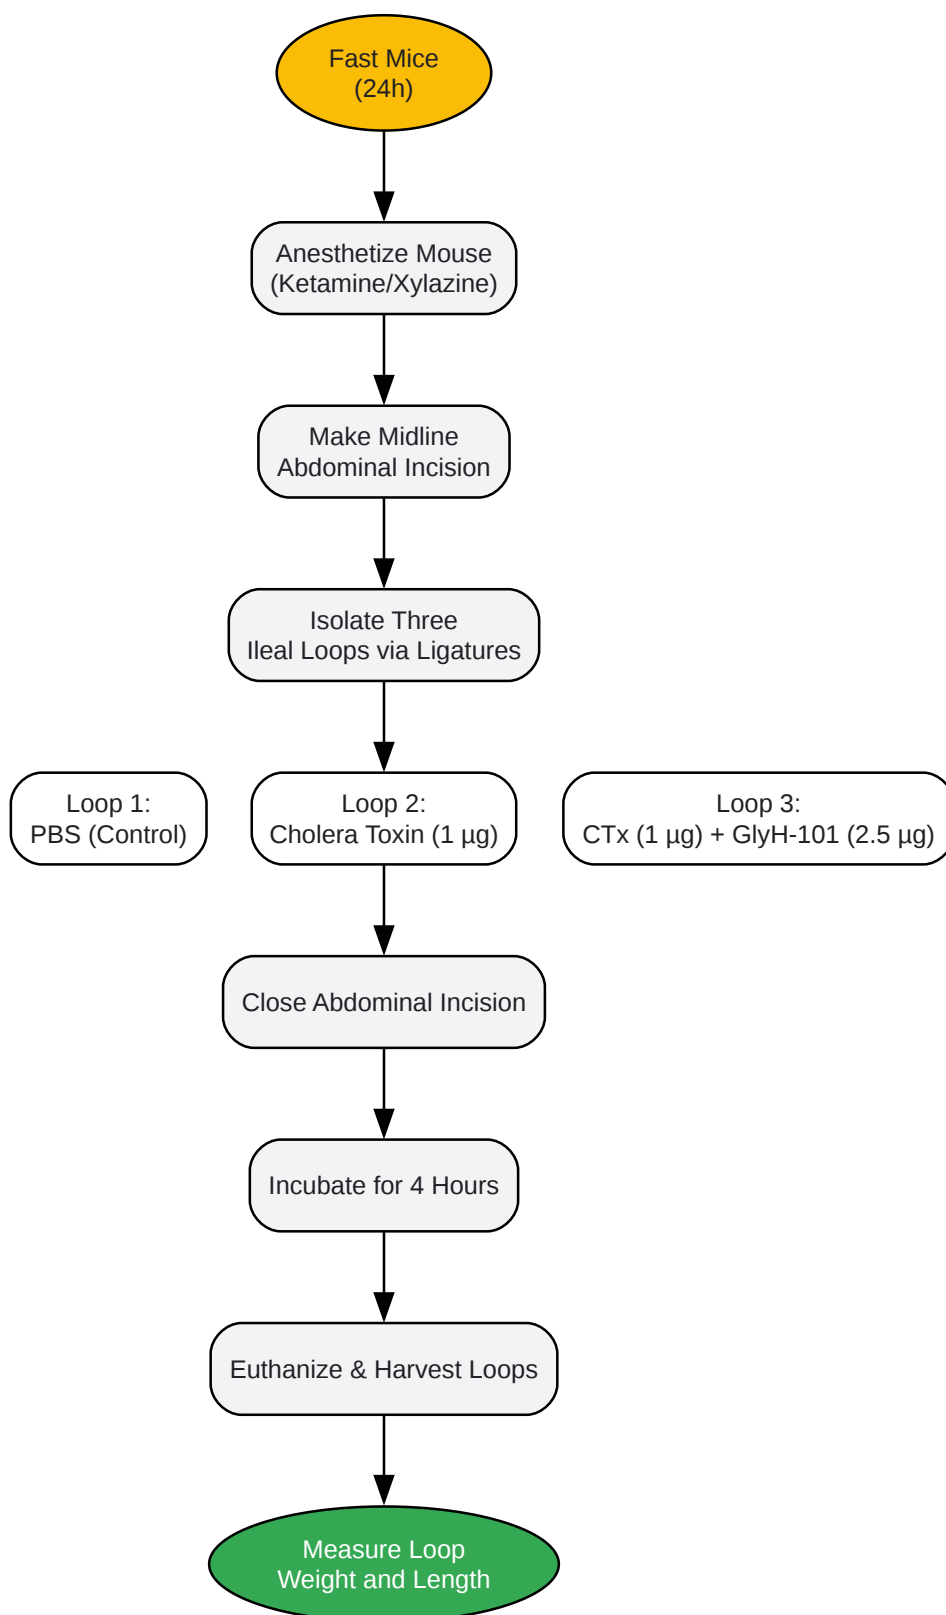 Fast Mice
(24h)
Anesthetize Mouse
(Ketamine/Xylazine)
Make Midline
Abdominal Incision
Isolate Three
Ileal Loops via Ligatures
Loop 1:
PBS (Control)
Loop 2:
Cholera Toxin (1 µg)
Loop 3:
CTx (1 µg) + GlyH-101 (2.5 µg)
Close Abdominal Incision
Incubate for 4 Hours
Euthanize & Harvest Loops
Measure Loop
Weight and Length